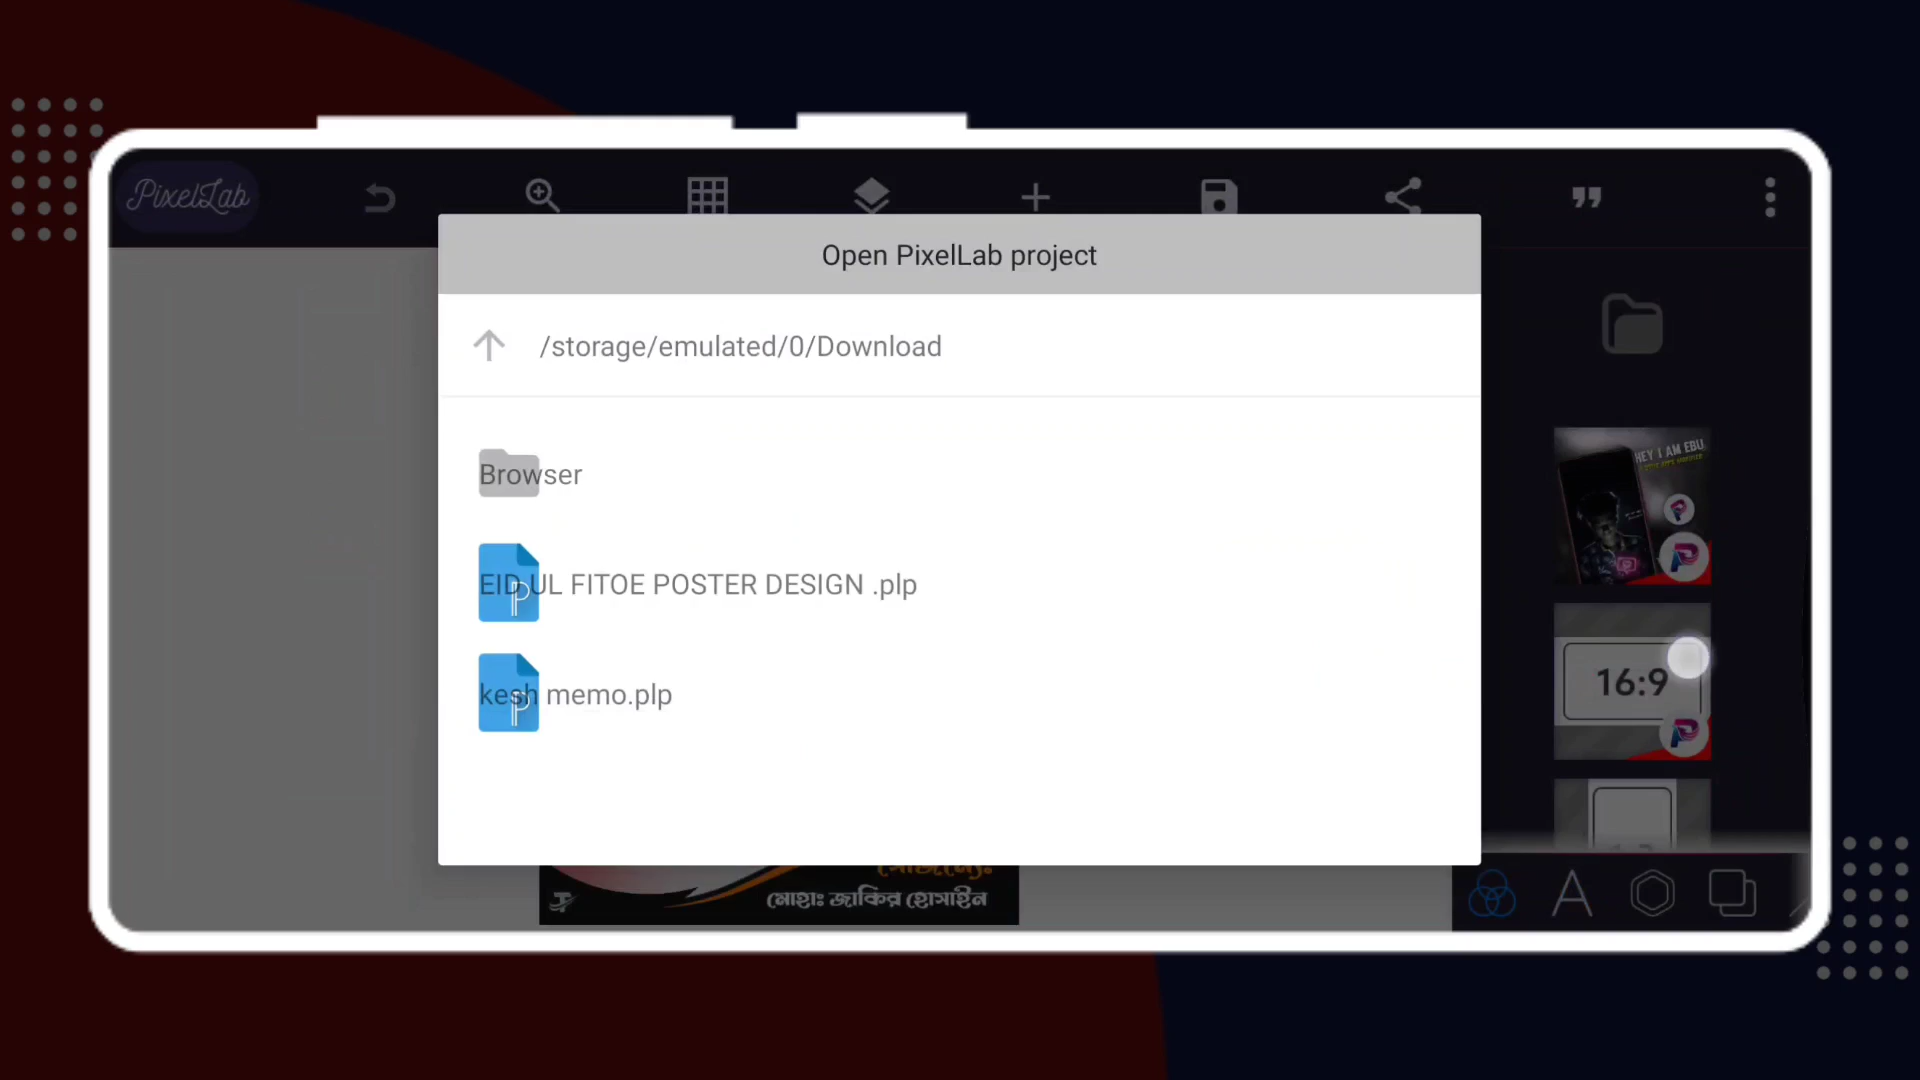 PixelLab
Open PixelLab project
/storage/emulated/0/Download
Browser
EID UL FITOE POSTER DESIGN .plp
kesh memo.plp
HEY I AM EBU
16:9
মোহাঃ জাকির হোসাইন